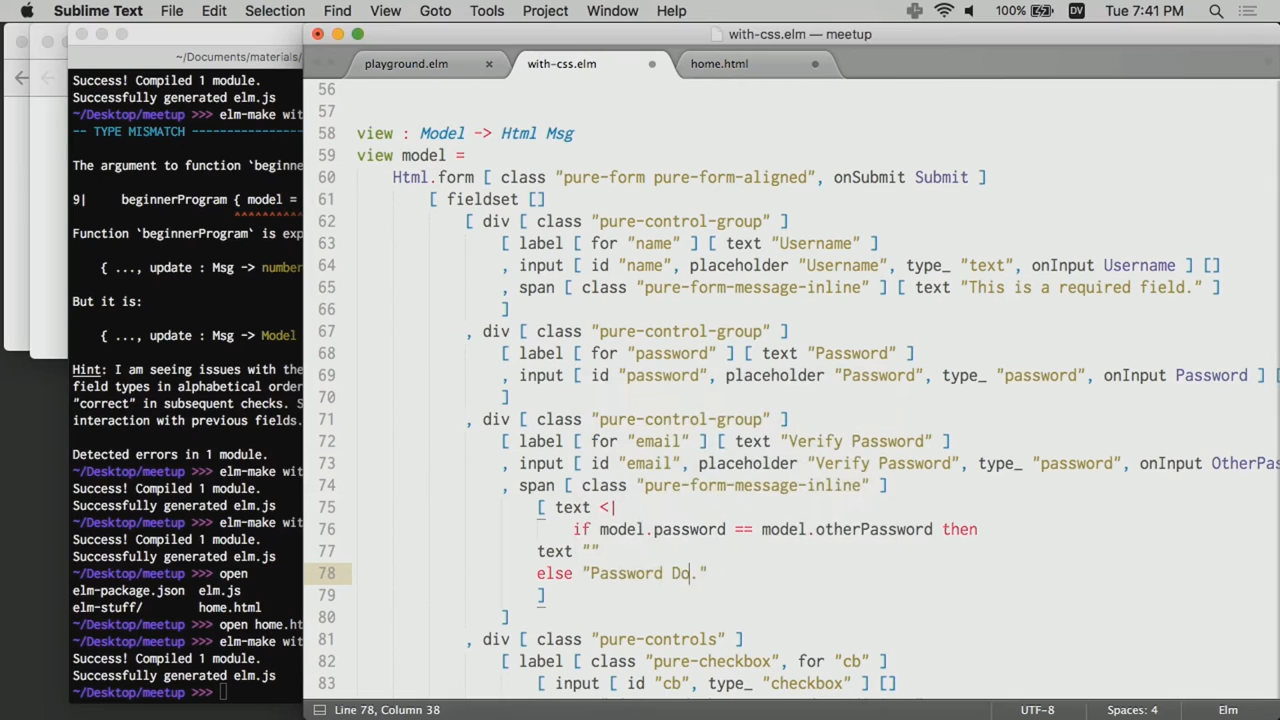 Sublime Text File Edit Selection Find View Goto Tools Project Window Help 100% DV Tue 7:41 PM
~/Documents/materials/
with-css.elm — meetup
playground.elm
with-css.elm
home.html
Success! Compiled 1 module.
Successfully generated elm.js
~/Desktop/meetup >>> elm-make wit
-- TYPE MISMATCH
The argument to function `beginne
9| beginnerProgram { model =
^^^^^^^^^^
Function `beginnerProgram` is exp
{ ..., update : Msg -> number
But it is:
{ ..., update : Msg -> Model
Hint: I am seeing issues with the
field types in alphabetical order
"correct" in subsequent checks. S
interaction with previous fields.
Detected errors in 1 module.
~/Desktop/meetup >>> elm-make wit
Success! Compiled 1 module.
Successfully generated elm.js
~/Desktop/meetup >>> elm-make wit
Success! Compiled 1 module.
Successfully generated elm.js
~/Desktop/meetup >>> open
elm-package.json elm.js
elm-stuff/ home.html
~/Desktop/meetup >>> open home.ht
~/Desktop/meetup >>> elm-make wit
Success! Compiled 1 module.
Successfully generated elm.js
~/Desktop/meetup >>>
56
57
58 view : Model -> Html Msg
59 view model =
60 Html.form [ class "pure-form pure-form-aligned", onSubmit Submit ]
61 [ fieldset []
62 [ div [ class "pure-control-group" ]
63 [ label [ for "name" ] [ text "Username" ]
64 , input [ id "name", placeholder "Username", type_ "text", onInput Username ] []
65 , span [ class "pure-form-message-inline" ] [ text "This is a required field." ]
66 ]
67 , div [ class "pure-control-group" ]
68 [ label [ for "password" ] [ text "Password" ]
69 , input [ id "password", placeholder "Password", type_ "password", onInput Password ] [
70 ]
71 , div [ class "pure-control-group" ]
72 [ label [ for "email" ] [ text "Verify Password" ]
73 , input [ id "email", placeholder "Verify Password", type_ "password", onInput OtherPas
74 , span [ class "pure-form-message-inline" ]
75 [ text <|
76 if model.password == model.otherPassword then
77 text ""
78 else "Password Do."
79 ]
80 ]
81 , div [ class "pure-controls" ]
82 [ label [ class "pure-checkbox", for "cb" ]
83 [ input [ id "cb", type_ "checkbox" ] []
Line 78, Column 38 UTF-8 Spaces: 4 Elm